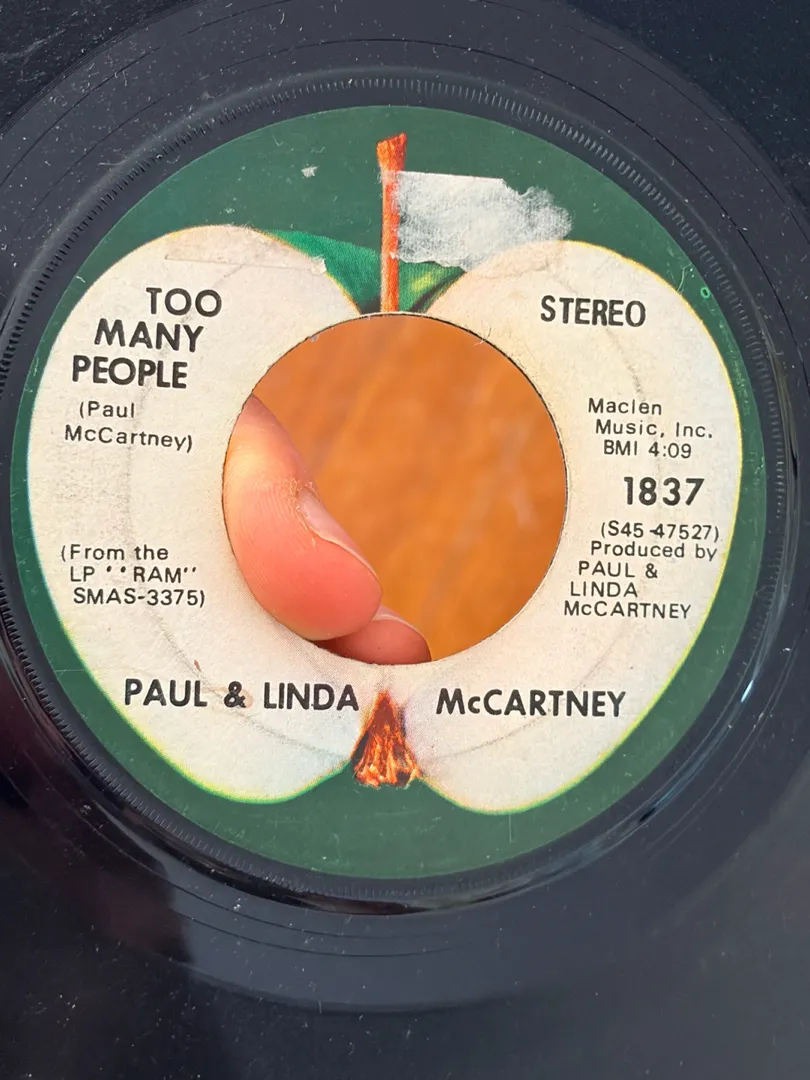 TOO
MANY
PEOPLE
(Paul
McCartney)
(From the
LP "RAM"
SMAS-3375)
STEREO
Maclen
Music, Inc.
BMI 4:09
1837
(S45-47527)
Produced by
PAUL &
LINDA
McCARTNEY
PAUL & LINDA McCARTNEY